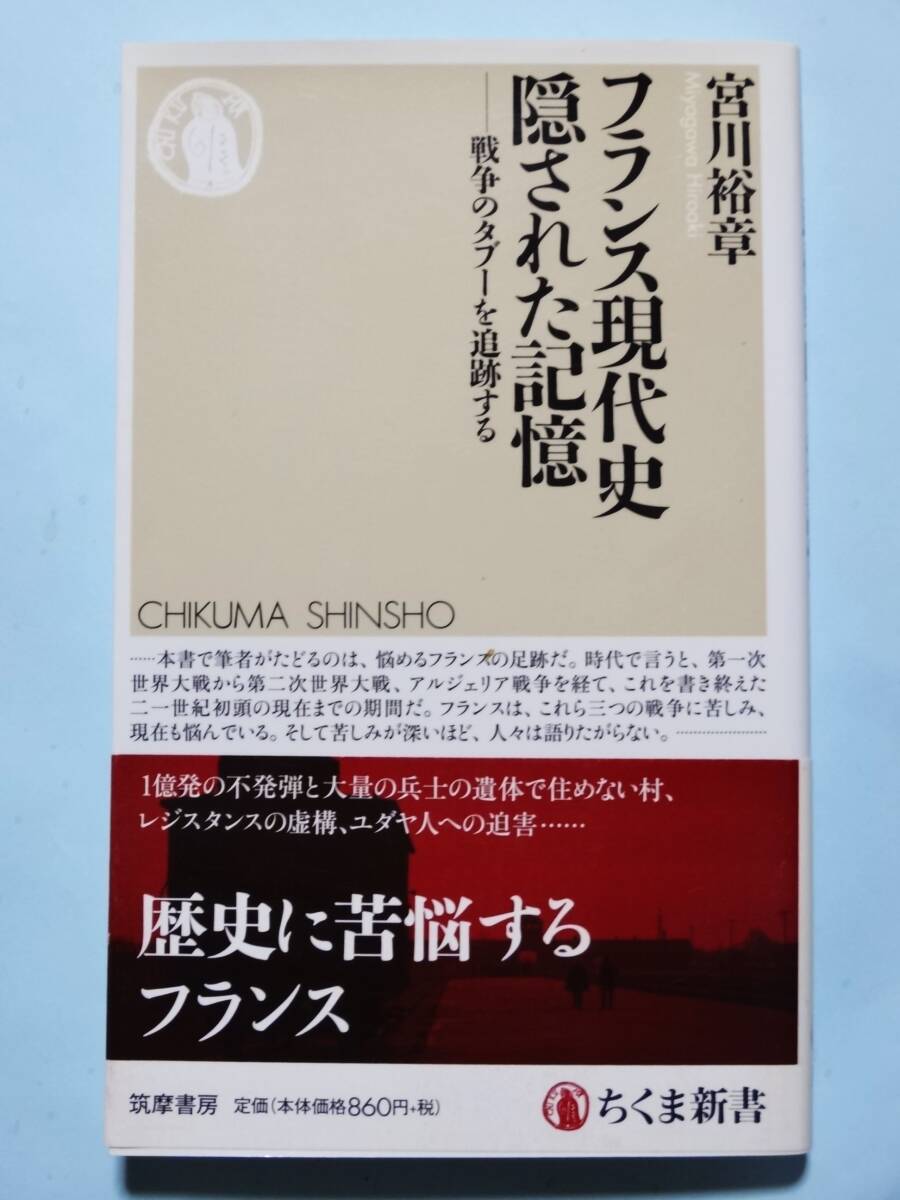 宮川裕章
Miyagawa Hiroaki
フランス現代史
隠された記憶
──戦争のタブーを追跡する
CHIKUMA SHINSHO
……本書で筆者がたどるのは、悩めるフランスの足跡だ。時代で言うと、第一次
世界大戦から第二次世界大戦、アルジェリア戦争を経て、これを書き終えた
二一世紀初頭の現在までの期間だ。フランスは、これら三つの戦争に苦しみ、
現在も悩んでいる。そして苦しみが深いほど、人々は語りたがらない。…………
1億発の不発弾と大量の兵士の遺体で住めない村、
レジスタンスの虚構、ユダヤ人への迫害……
歴史に苦悩する
フランス
筑摩書房 定価(本体価格860円+税)
ちくま新書